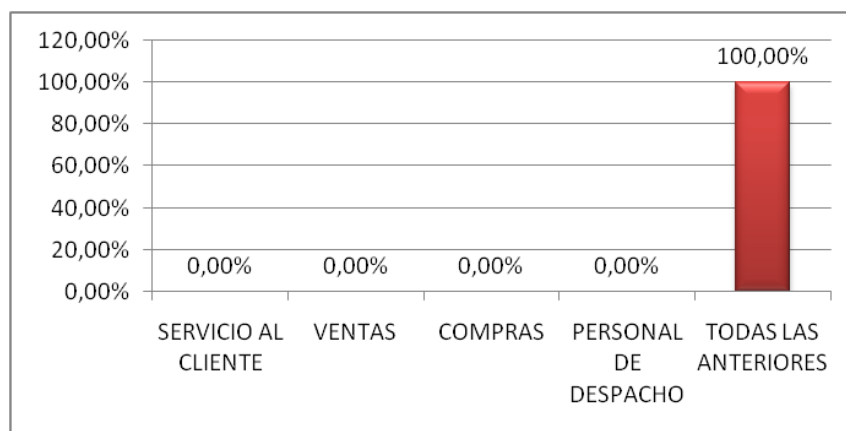 120,00%
100,00%
80,00%
60,00%
40,00%
20,00%
0,00%
0,00%
0,00%
0,00%
0,00%
100,00%
SERVICIO AL
CLIENTE
VENTAS
COMPRAS
PERSONAL
DE
DESPACHO
TODAS LAS
ANTERIORES